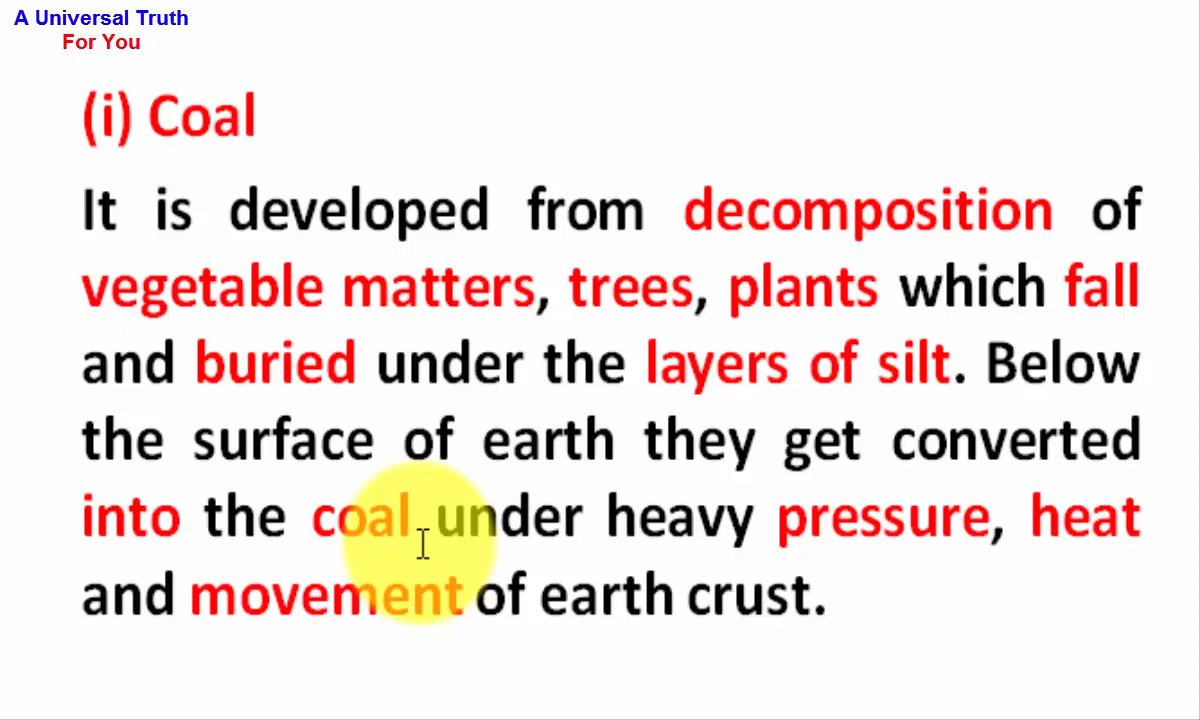 A Universal Truth
For You
(i) Coal
It is developed from decomposition of
vegetable matters, trees, plants which fall
and buried under the layers of silt. Below
the surface of earth they get converted
into the coal under heavy pressure, heat
and movement of earth crust.